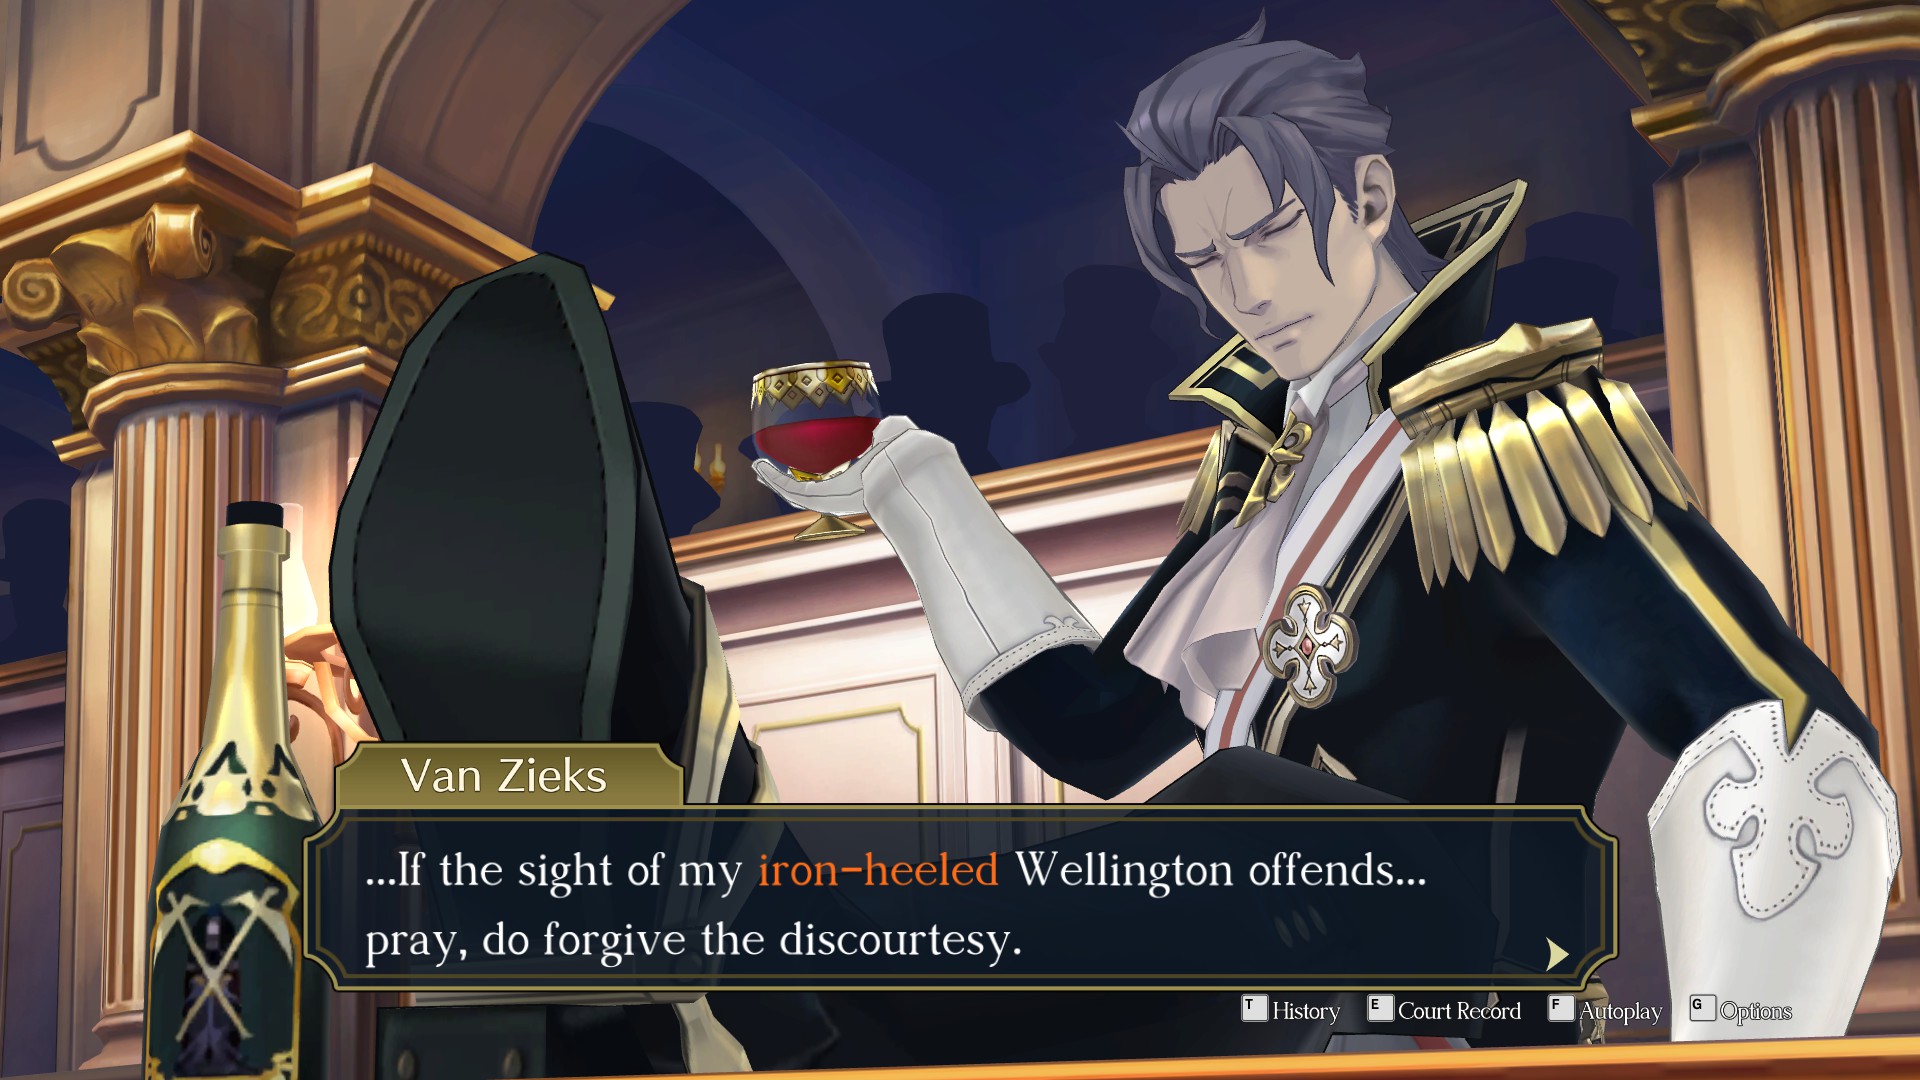 Van Zieks
...If the sight of my iron-heeled Wellington offends...
pray, do forgive the discourtesy.
T History E Court Record F Autoplay G Options